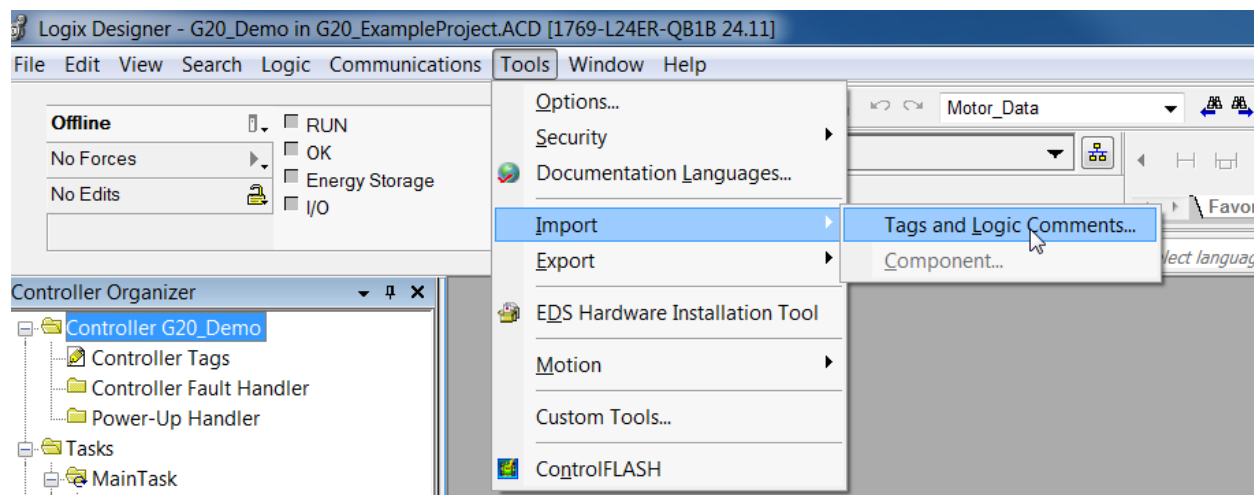 Logix Designer - G20_Demo in G20_ExampleProject.ACD [1769-L24ER-QB1B 24.11]
File Edit View Search Logic Communications Tools Window Help
Offline
No Forces
No Edits
RUN
OK
Energy Storage
I/O
Motor_Data
Favor
lect languag
Options...
Security
Documentation Languages...
Import
Export
EDS Hardware Installation Tool
Motion
Custom Tools...
ControlFLASH
Tags and Logic Comments...
Component...
Controller Organizer
Controller G20_Demo
Controller Tags
Controller Fault Handler
Power-Up Handler
Tasks
MainTask